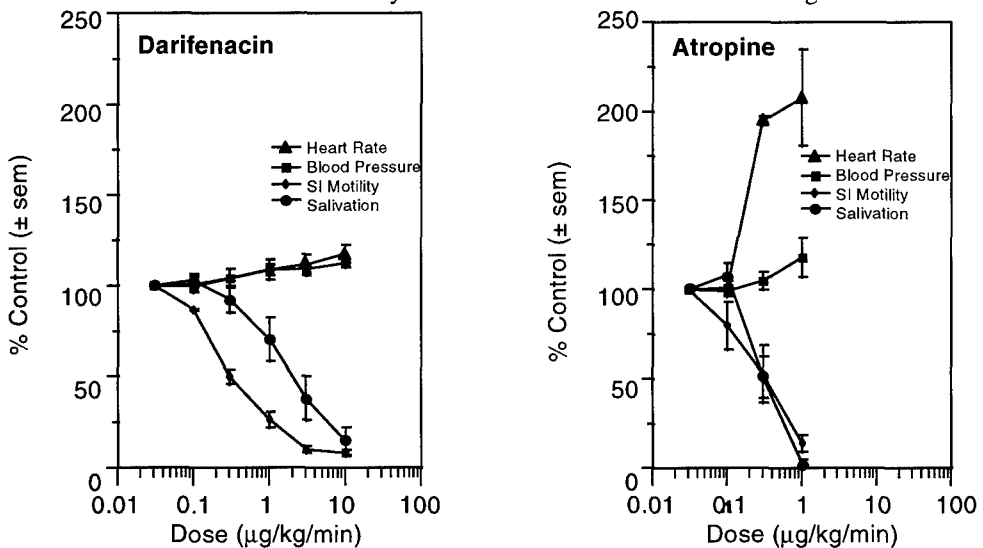 Darifenacin
250
200
150
100
50
0
% Control (± sem)
Heart Rate
Blood Pressure
SI Motility
Salivation
0.01 0.1 1 10 100
Dose (µg/kg/min)
Atropine
250
200
150
100
50
0
% Control (± sem)
Heart Rate
Blood Pressure
SI Motility
Salivation
0.01 0.1 1 10 100
Dose (µg/kg/min)